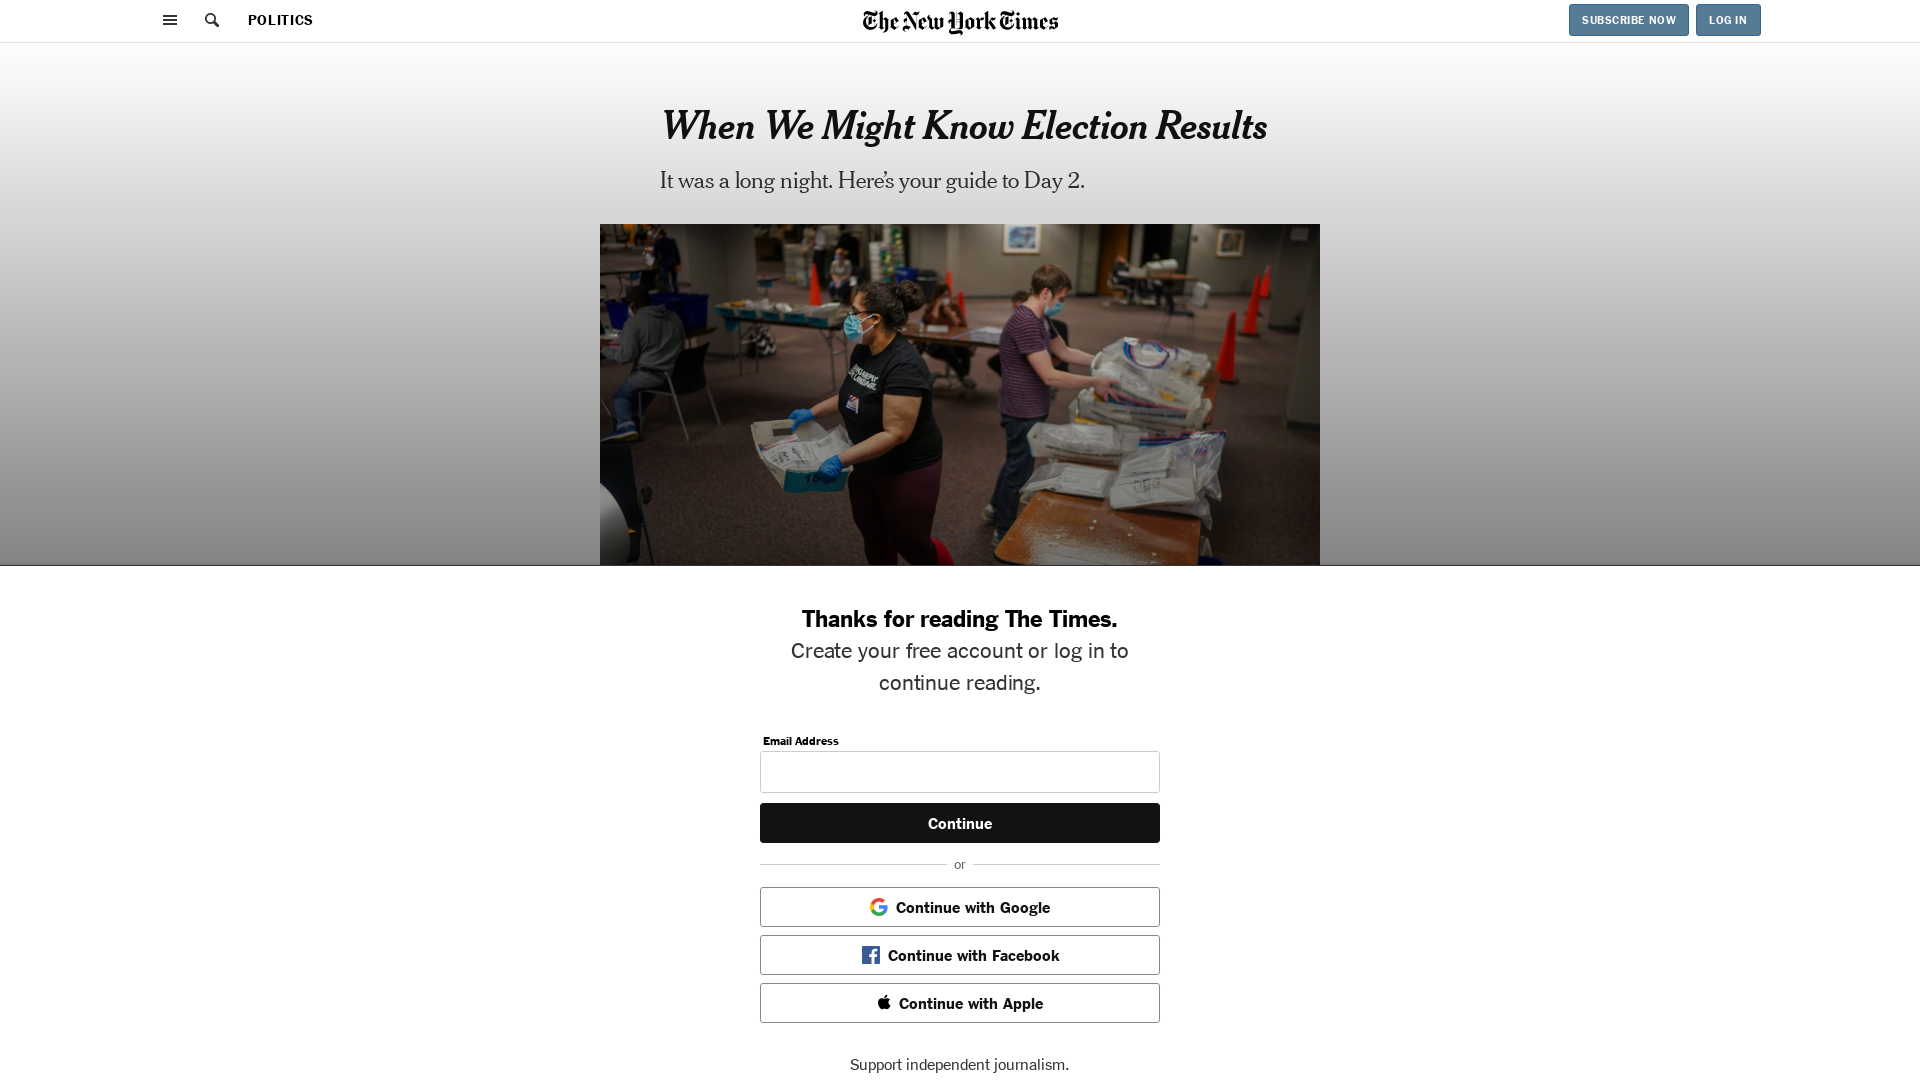 POLITICS
The New York Times
SUBSCRIBE NOW
LOG IN
When We Might Know Election Results
It was a long night. Here's your guide to Day 2.
Thanks for reading The Times.
Create your free account or log in to
continue reading.
Email Address
Continue
or
Continue with Google
Continue with Facebook
Continue with Apple
Support independent journalism.